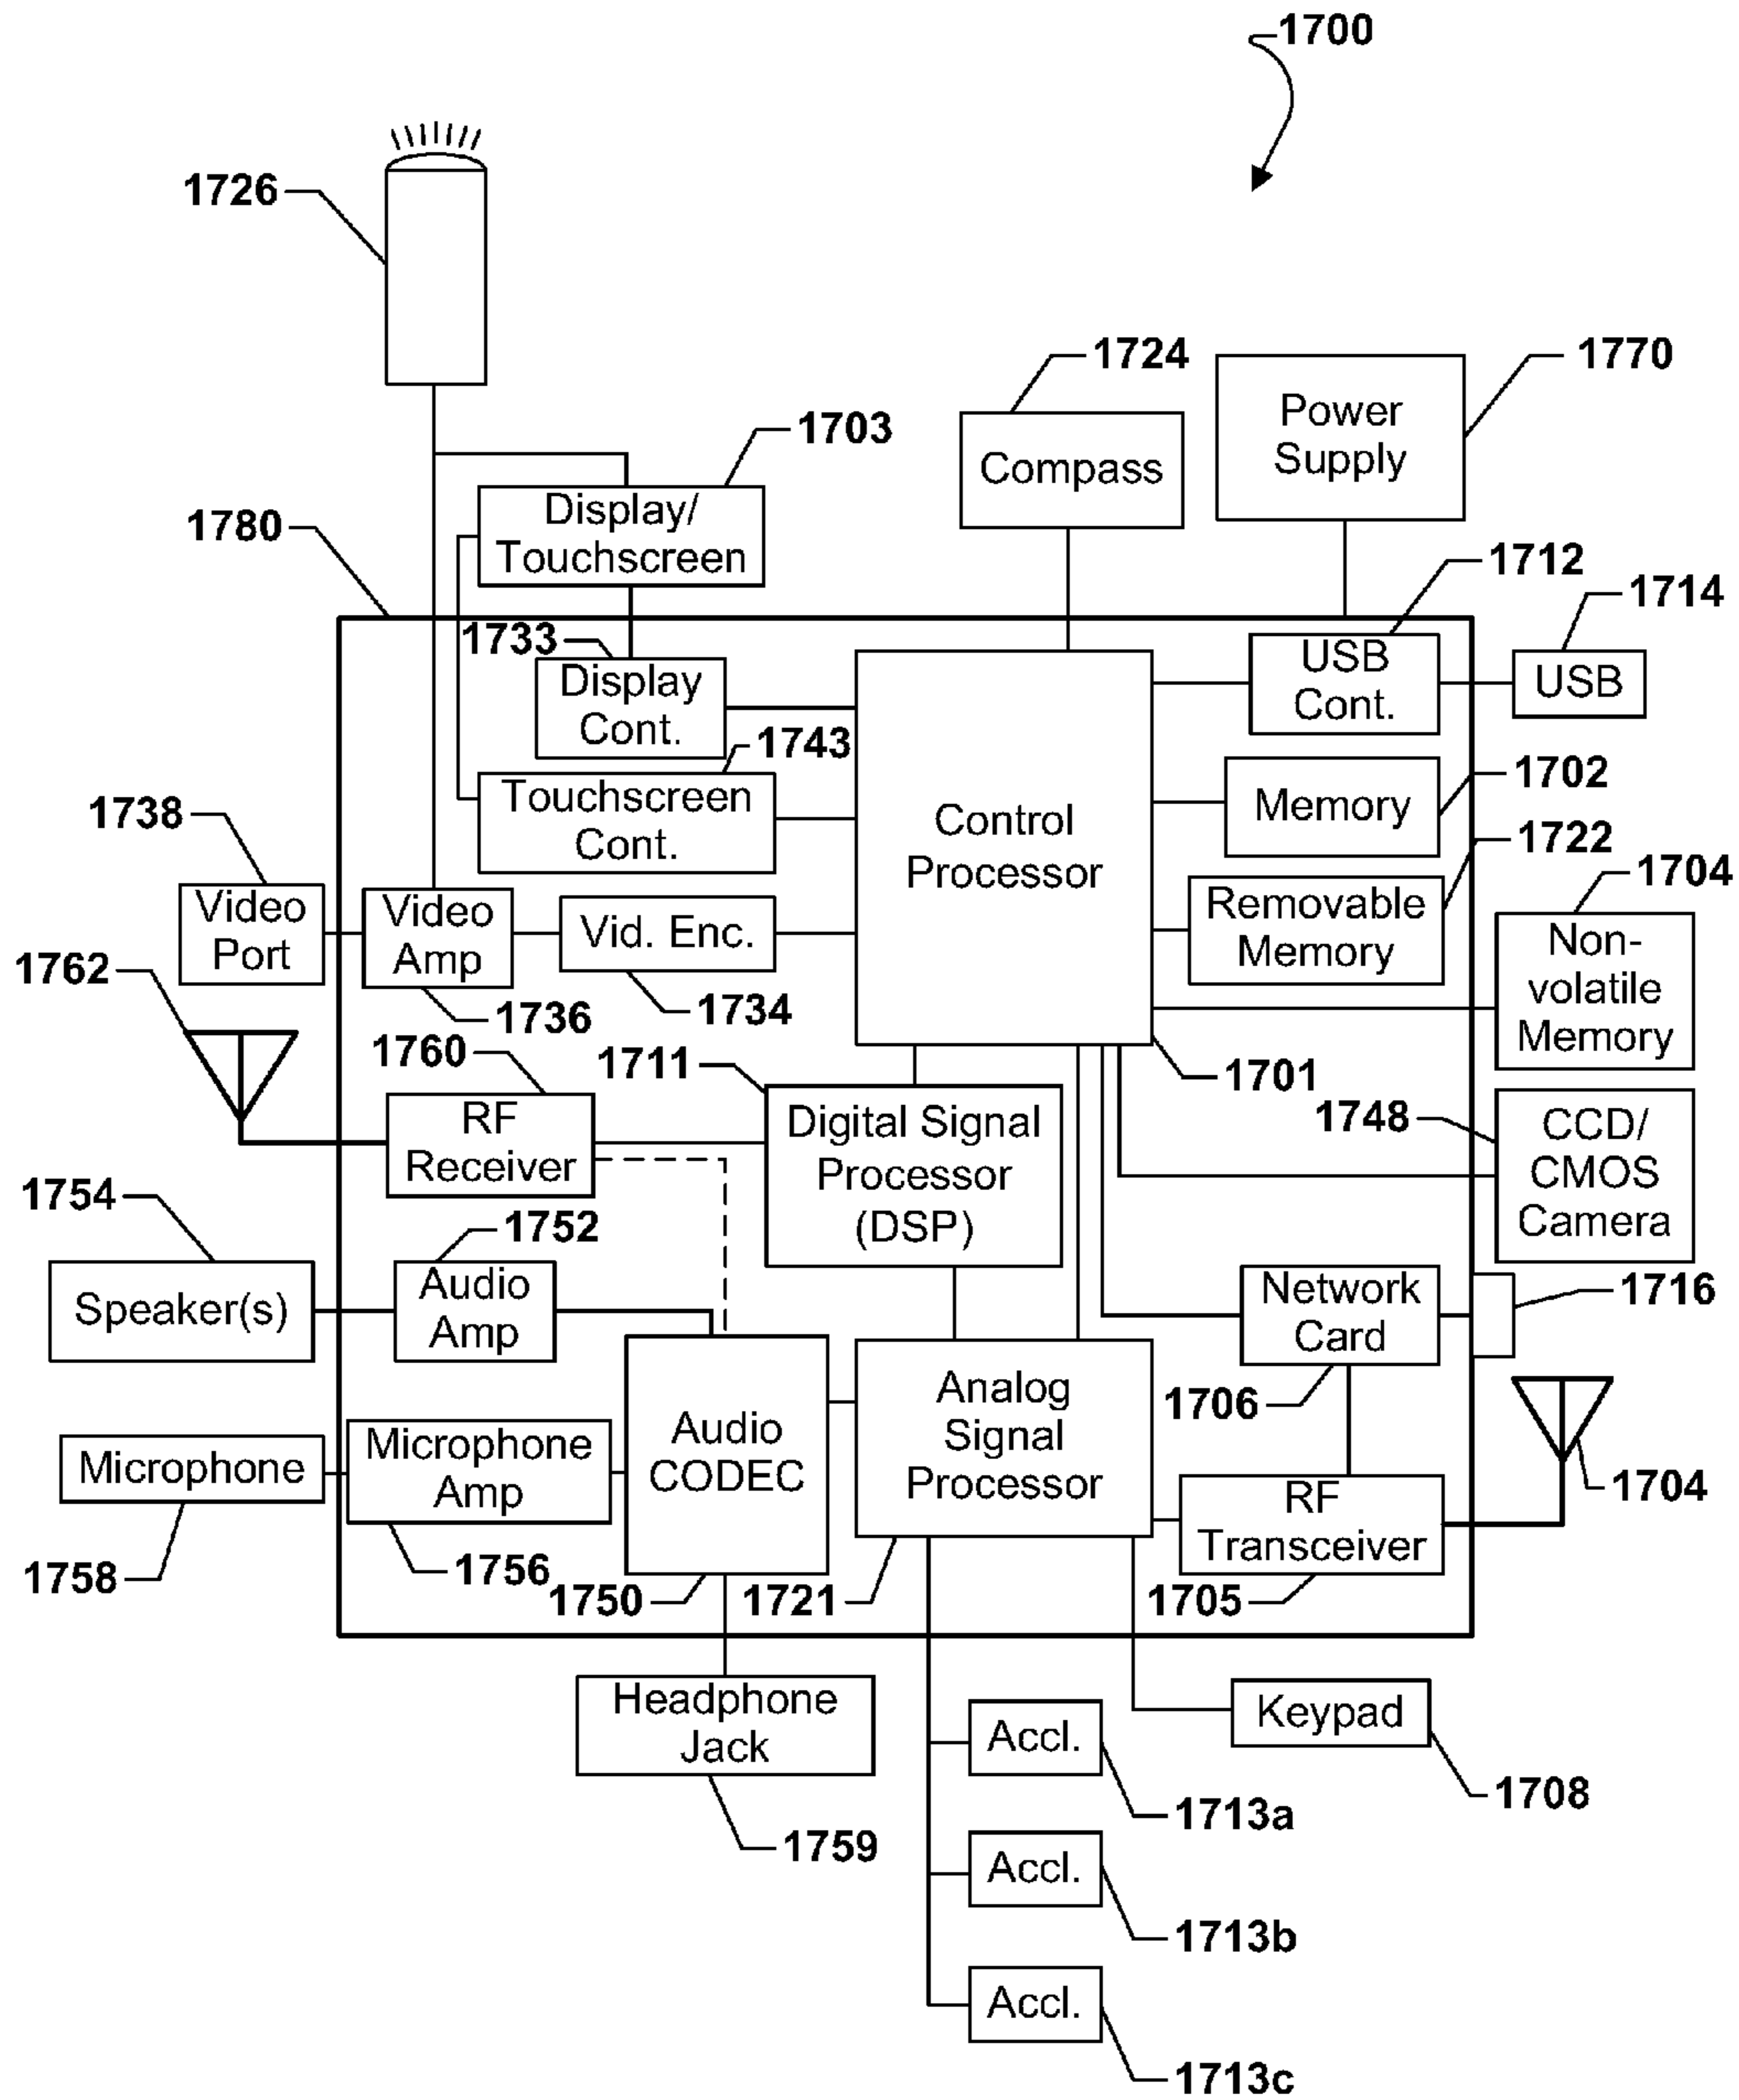 1700
1726
1724
1770
Power
Supply
1703
Compass
Display/
Touchscreen
1780
1712
1714
1733
USB
Cont.
USB
Display
Cont.
1743
1702
Touchscreen
Cont.
Memory
1738
Control
Processor
1722
1704
Video
Port
Video
Amp
Vid. Enc.
Removable
Memory
Non-
volatile
Memory
1762
1736
1734
1760
1711
1701
1748
RF
Receiver
Digital Signal
Processor
(DSP)
CCD/
CMOS
Camera
1754
1752
Speaker(s)
Audio
Amp
Network
Card
1716
Analog
Signal
Processor
1706
Audio
CODEC
Microphone
Microphone
Amp
RF
Transceiver
1704
1758
1756
1750
1721
1705
Headphone
Jack
Keypad
Accl.
1708
1713a
1759
Accl.
1713b
Accl.
1713c